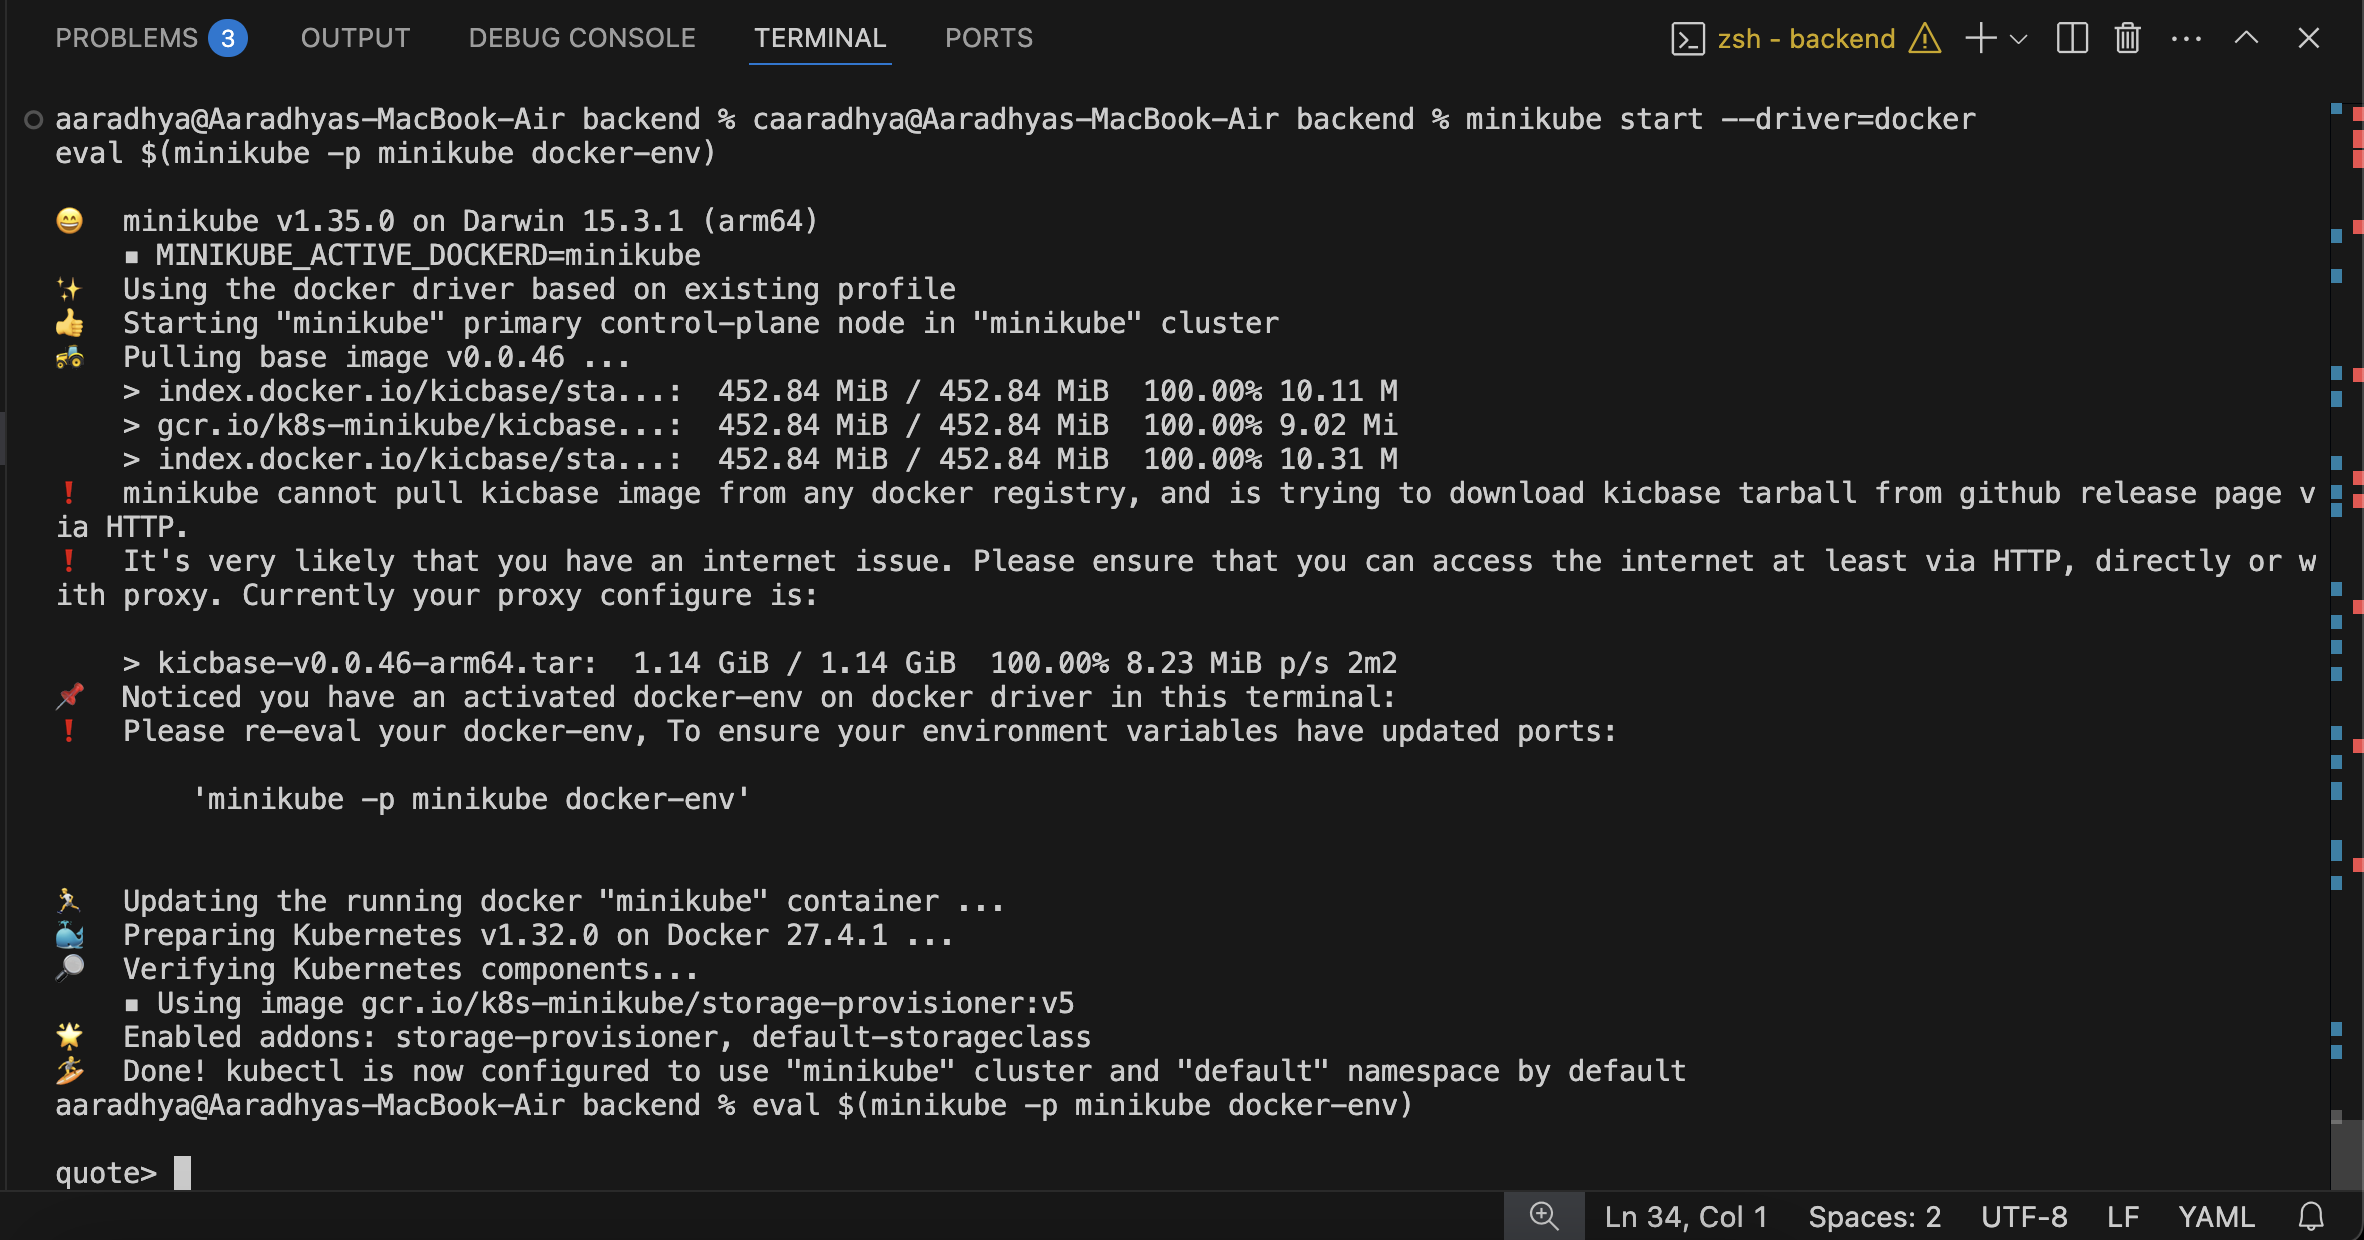 PROBLEMS 3 OUTPUT DEBUG CONSOLE TERMINAL PORTS zsh - backend
aaradhya@Aaradhyas-MacBook-Air backend % caaradhya@Aaradhyas-MacBook-Air backend % minikube start --driver=docker
eval $(minikube -p minikube docker-env)
😄 minikube v1.35.0 on Darwin 15.3.1 (arm64)
▪ MINIKUBE_ACTIVE_DOCKERD=minikube
✨ Using the docker driver based on existing profile
👍 Starting "minikube" primary control-plane node in "minikube" cluster
🚜 Pulling base image v0.0.46 ...
> index.docker.io/kicbase/sta...: 452.84 MiB / 452.84 MiB 100.00% 10.11 M
> gcr.io/k8s-minikube/kicbase...: 452.84 MiB / 452.84 MiB 100.00% 9.02 Mi
> index.docker.io/kicbase/sta...: 452.84 MiB / 452.84 MiB 100.00% 10.31 M
❗ minikube cannot pull kicbase image from any docker registry, and is trying to download kicbase tarball from github release page v
ia HTTP.
❗ It's very likely that you have an internet issue. Please ensure that you can access the internet at least via HTTP, directly or w
ith proxy. Currently your proxy configure is:
> kicbase-v0.0.46-arm64.tar: 1.14 GiB / 1.14 GiB 100.00% 8.23 MiB p/s 2m2
📌 Noticed you have an activated docker-env on docker driver in this terminal:
❗ Please re-eval your docker-env, To ensure your environment variables have updated ports:
'minikube -p minikube docker-env'
🏃 Updating the running docker "minikube" container ...
🐳 Preparing Kubernetes v1.32.0 on Docker 27.4.1 ...
🔎 Verifying Kubernetes components...
▪ Using image gcr.io/k8s-minikube/storage-provisioner:v5
🌟 Enabled addons: storage-provisioner, default-storageclass
🏄 Done! kubectl is now configured to use "minikube" cluster and "default" namespace by default
aaradhya@Aaradhyas-MacBook-Air backend % eval $(minikube -p minikube docker-env)
quote>
Ln 34, Col 1 Spaces: 2 UTF-8 LF YAML